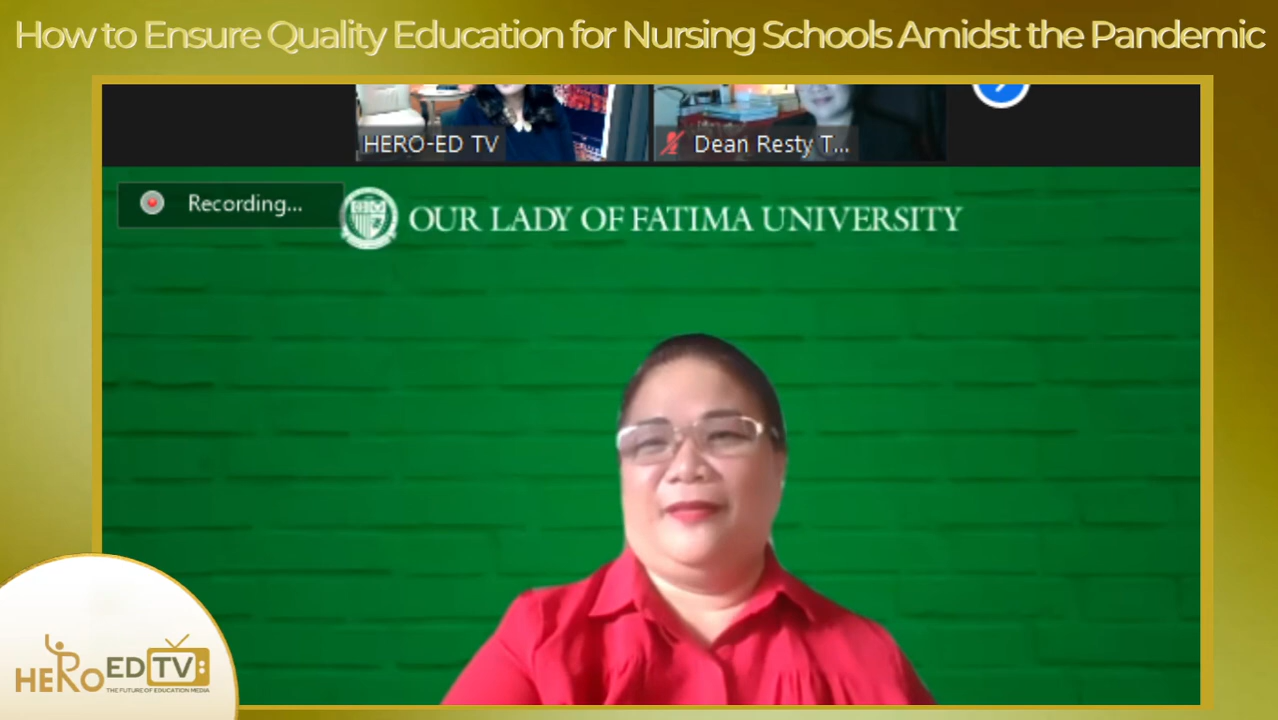 How to Ensure Quality Education for Nursing Schools Amidst the Pandemic
HERO-ED TV
Dean Resty T...
Recording...
OUR LADY OF FATIMA UNIVERSITY
HERO ED TV
THE FUTURE OF EDUCATION MEDIA